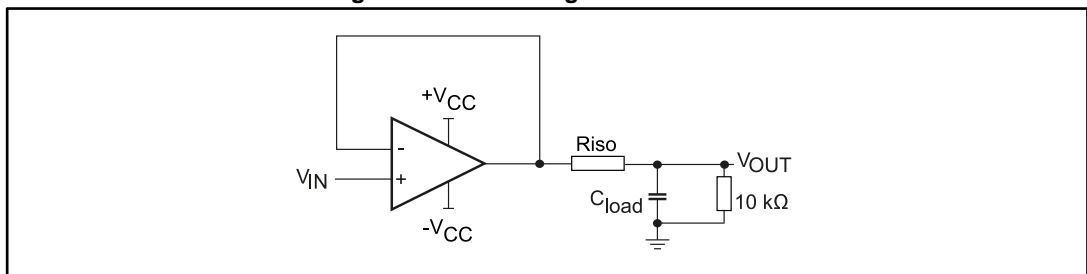 +VCC
-
VIN
+
-VCC
Riso
VOUT
Cload
10 kΩ